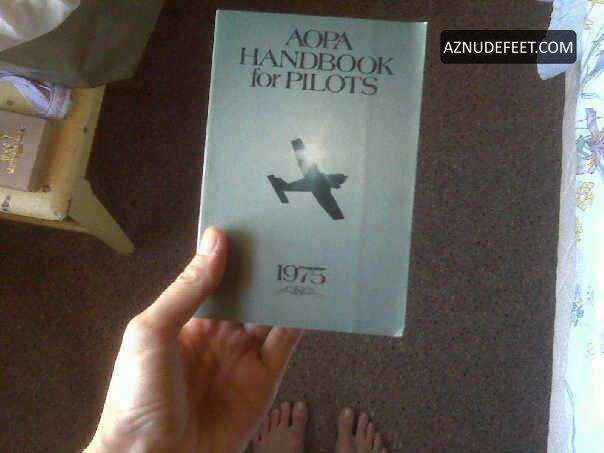 AOPA
HANDBOOK
for PILOTS
1975
AZNUDEFEET.COM